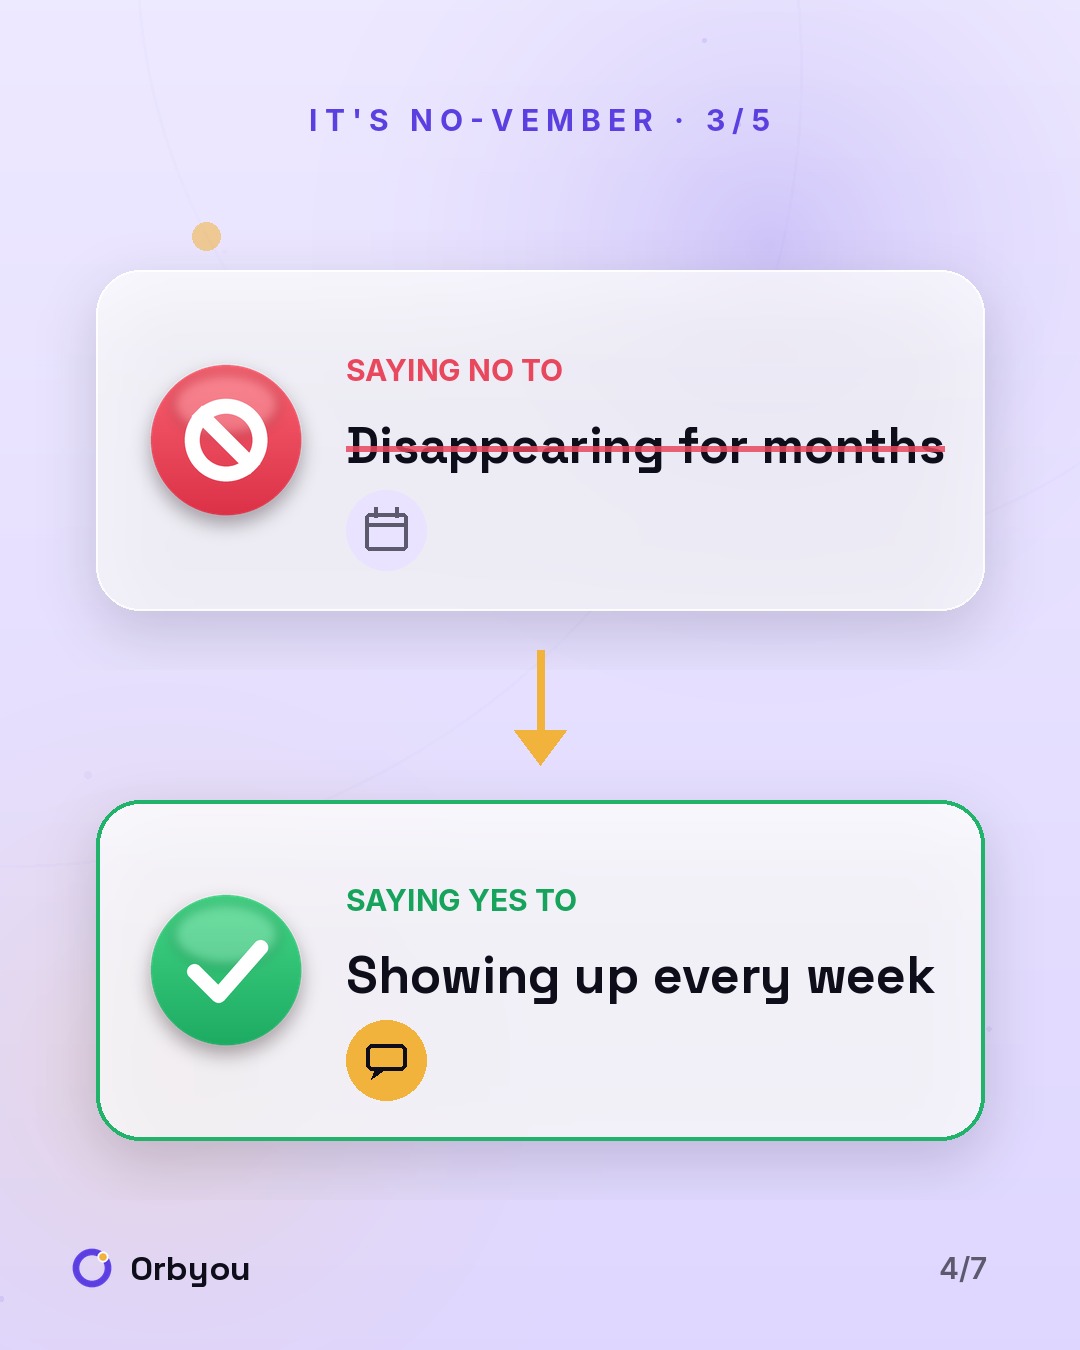 IT'S NO-VEMBER · 3/5
SAYING NO TO
Disappearing for months
SAYING YES TO
Showing up every week
Orbyou
4/7